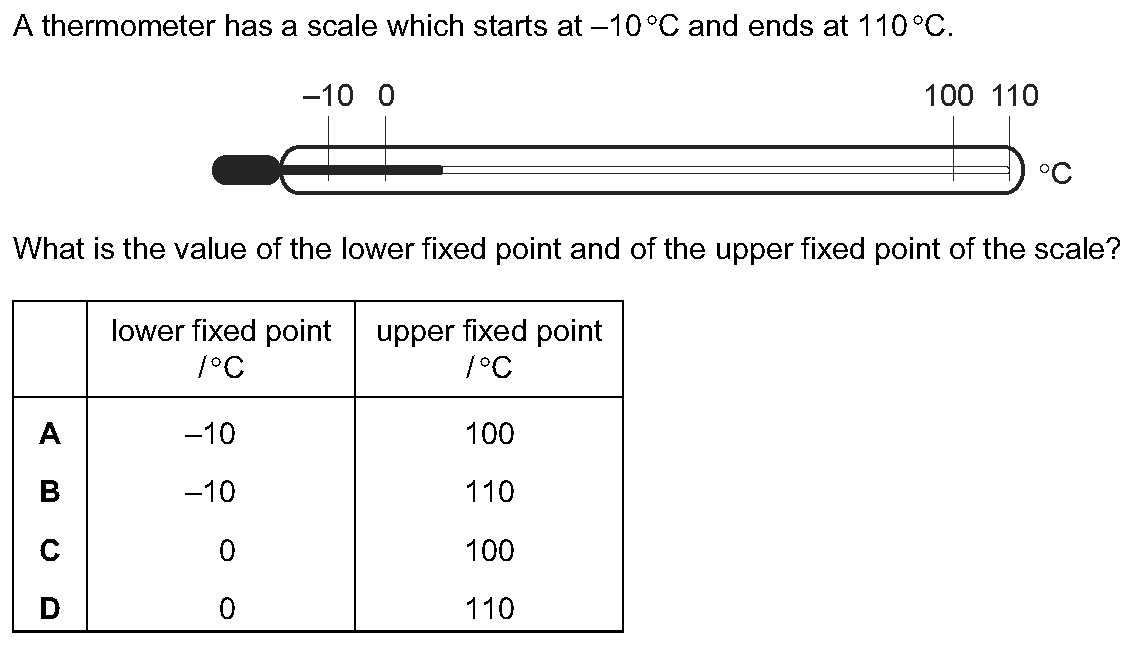 A thermometer has a scale which starts at –10 °C and ends at 110 °C.
–10 0 100 110
°C
What is the value of the lower fixed point and of the upper fixed point of the scale?
lower fixed point upper fixed point
/ °C / °C
A –10 100
B –10 110
C 0 100
D 0 110